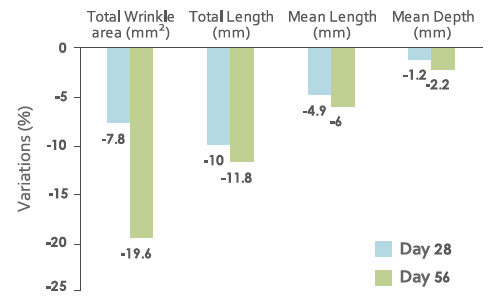 Total Wrinkle area (mm²)
Total Length (mm)
Mean Length (mm)
Mean Depth (mm)
Variations (%)
0
-5
-10
-15
-20
-25
-7.8
-19.6
-10
-11.8
-4.9
-6
-1.2
-2.2
Day 28
Day 56